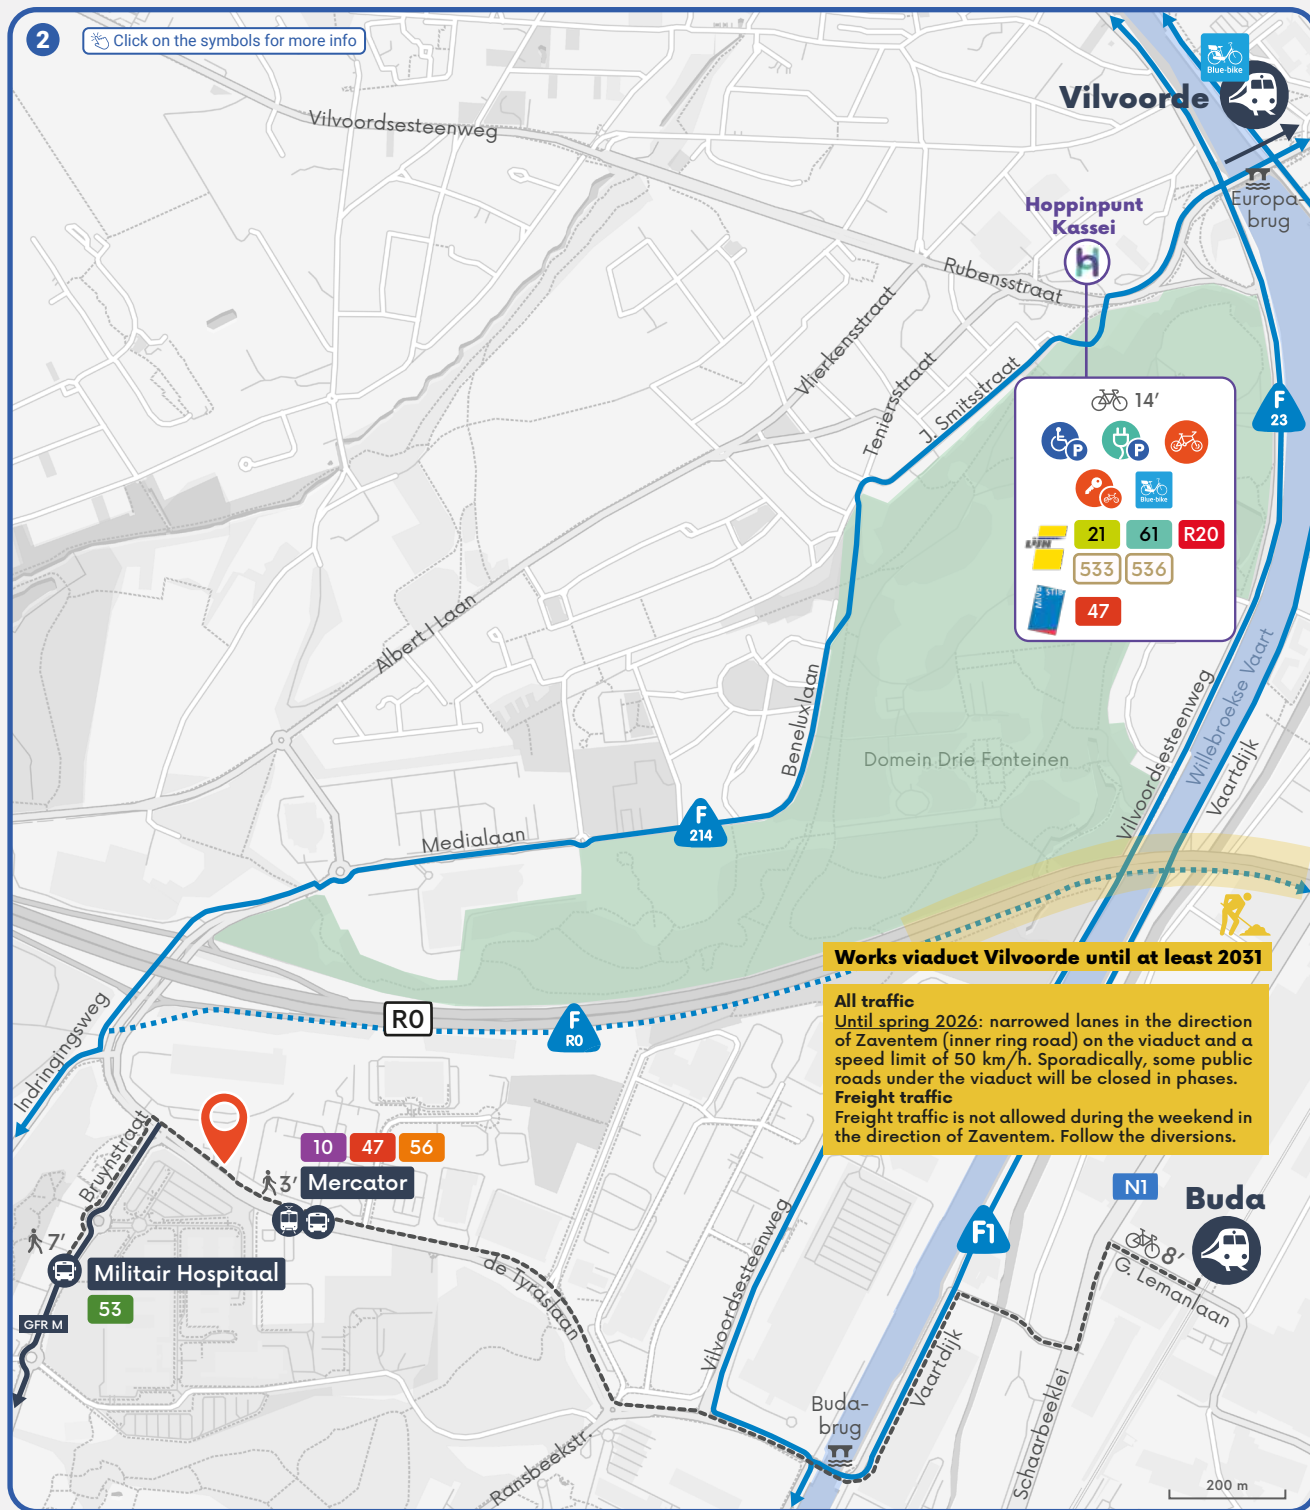 2
Click on the symbols for more info
Blue-bike
Vilvoorde
Vilvoordsesteenweg
Europa-
brug
Hoppinpunt
Kassei
Rubensstraat
Vlierkensstraat
Teniersstraat
J. Smitsstraat
14'
P
P
Blue-bike
21
61
R20
533
536
47
F
23
Albert I Laan
Beneluxlaan
Domein Drie Fonteinen
Vilvoordsesteenweg
Willebroekse Vaart
Vaartdijk
Medialaan
F
214
Works viaduct Vilvoorde until at least 2031
All traffic
Until spring 2026: narrowed lanes in the direction
of Zaventem (inner ring road) on the viaduct and a
speed limit of 50 km/h. Sporadically, some public
roads under the viaduct will be closed in phases.
Freight traffic
Freight traffic is not allowed during the weekend in
the direction of Zaventem. Follow the diversions.
Indringingsweg
R0
F
R0
Bruynstraat
10
47
56
3'
Mercator
7'
Militair Hospitaal
53
GFR M
de Tyraslaan
Vilvoordsesteenweg
F1
N1
Buda
8'
G. Lemanlaan
Vaartdijk
Schaarbeeklei
Buda-
brug
Ransbeekstr.
200 m